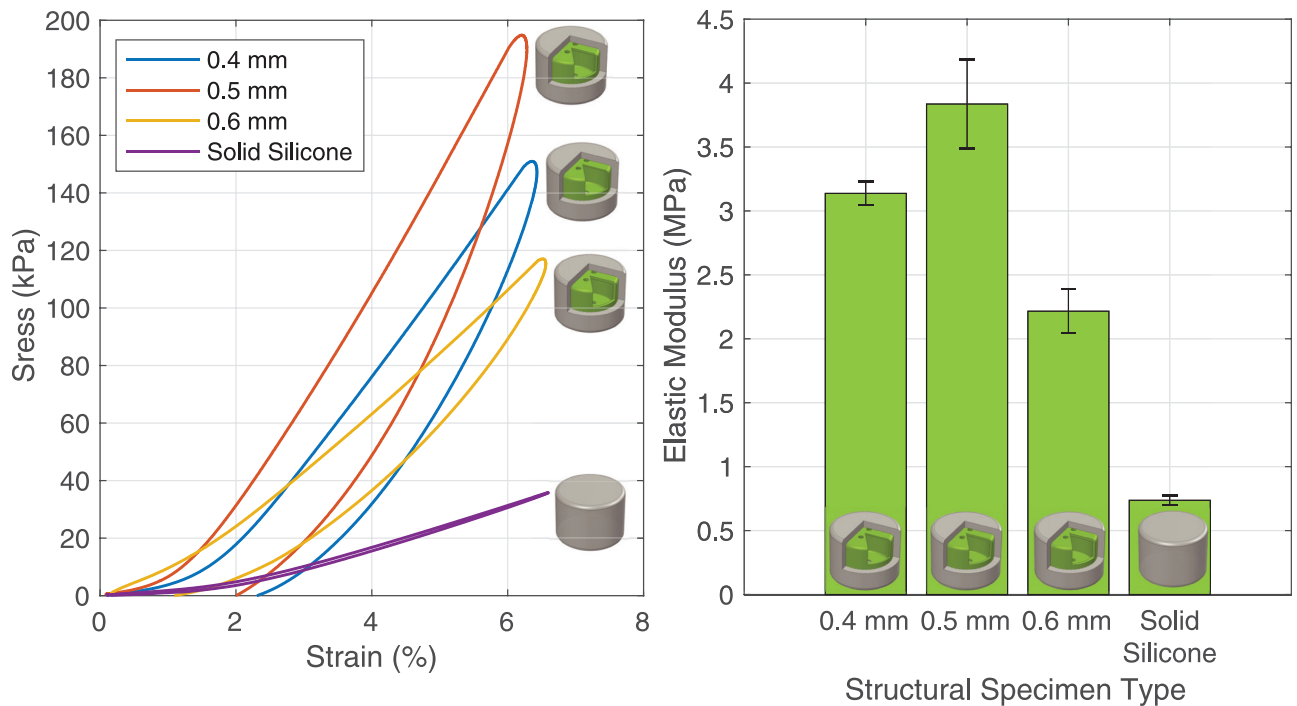 200
180
160
140
120
100
80
60
40
20
0
Sress (kPa)
0.4 mm
0.5 mm
0.6 mm
Solid Silicone
0 2 4 6 8
Strain (%)
4.5
4
3.5
3
2.5
2
1.5
1
0.5
0
Elastic Modulus (MPa)
0.4 mm 0.5 mm 0.6 mm Solid
Silicone
Structural Specimen Type